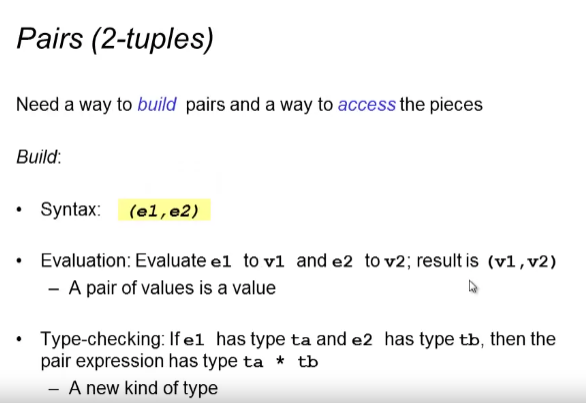 Pairs (2-tuples)
Need a way to build pairs and a way to access the pieces
Build:
• Syntax: (e1,e2)
• Evaluation: Evaluate e1 to v1 and e2 to v2; result is (v1,v2)
– A pair of values is a value
• Type-checking: If e1 has type ta and e2 has type tb, then the
pair expression has type ta * tb
– A new kind of type